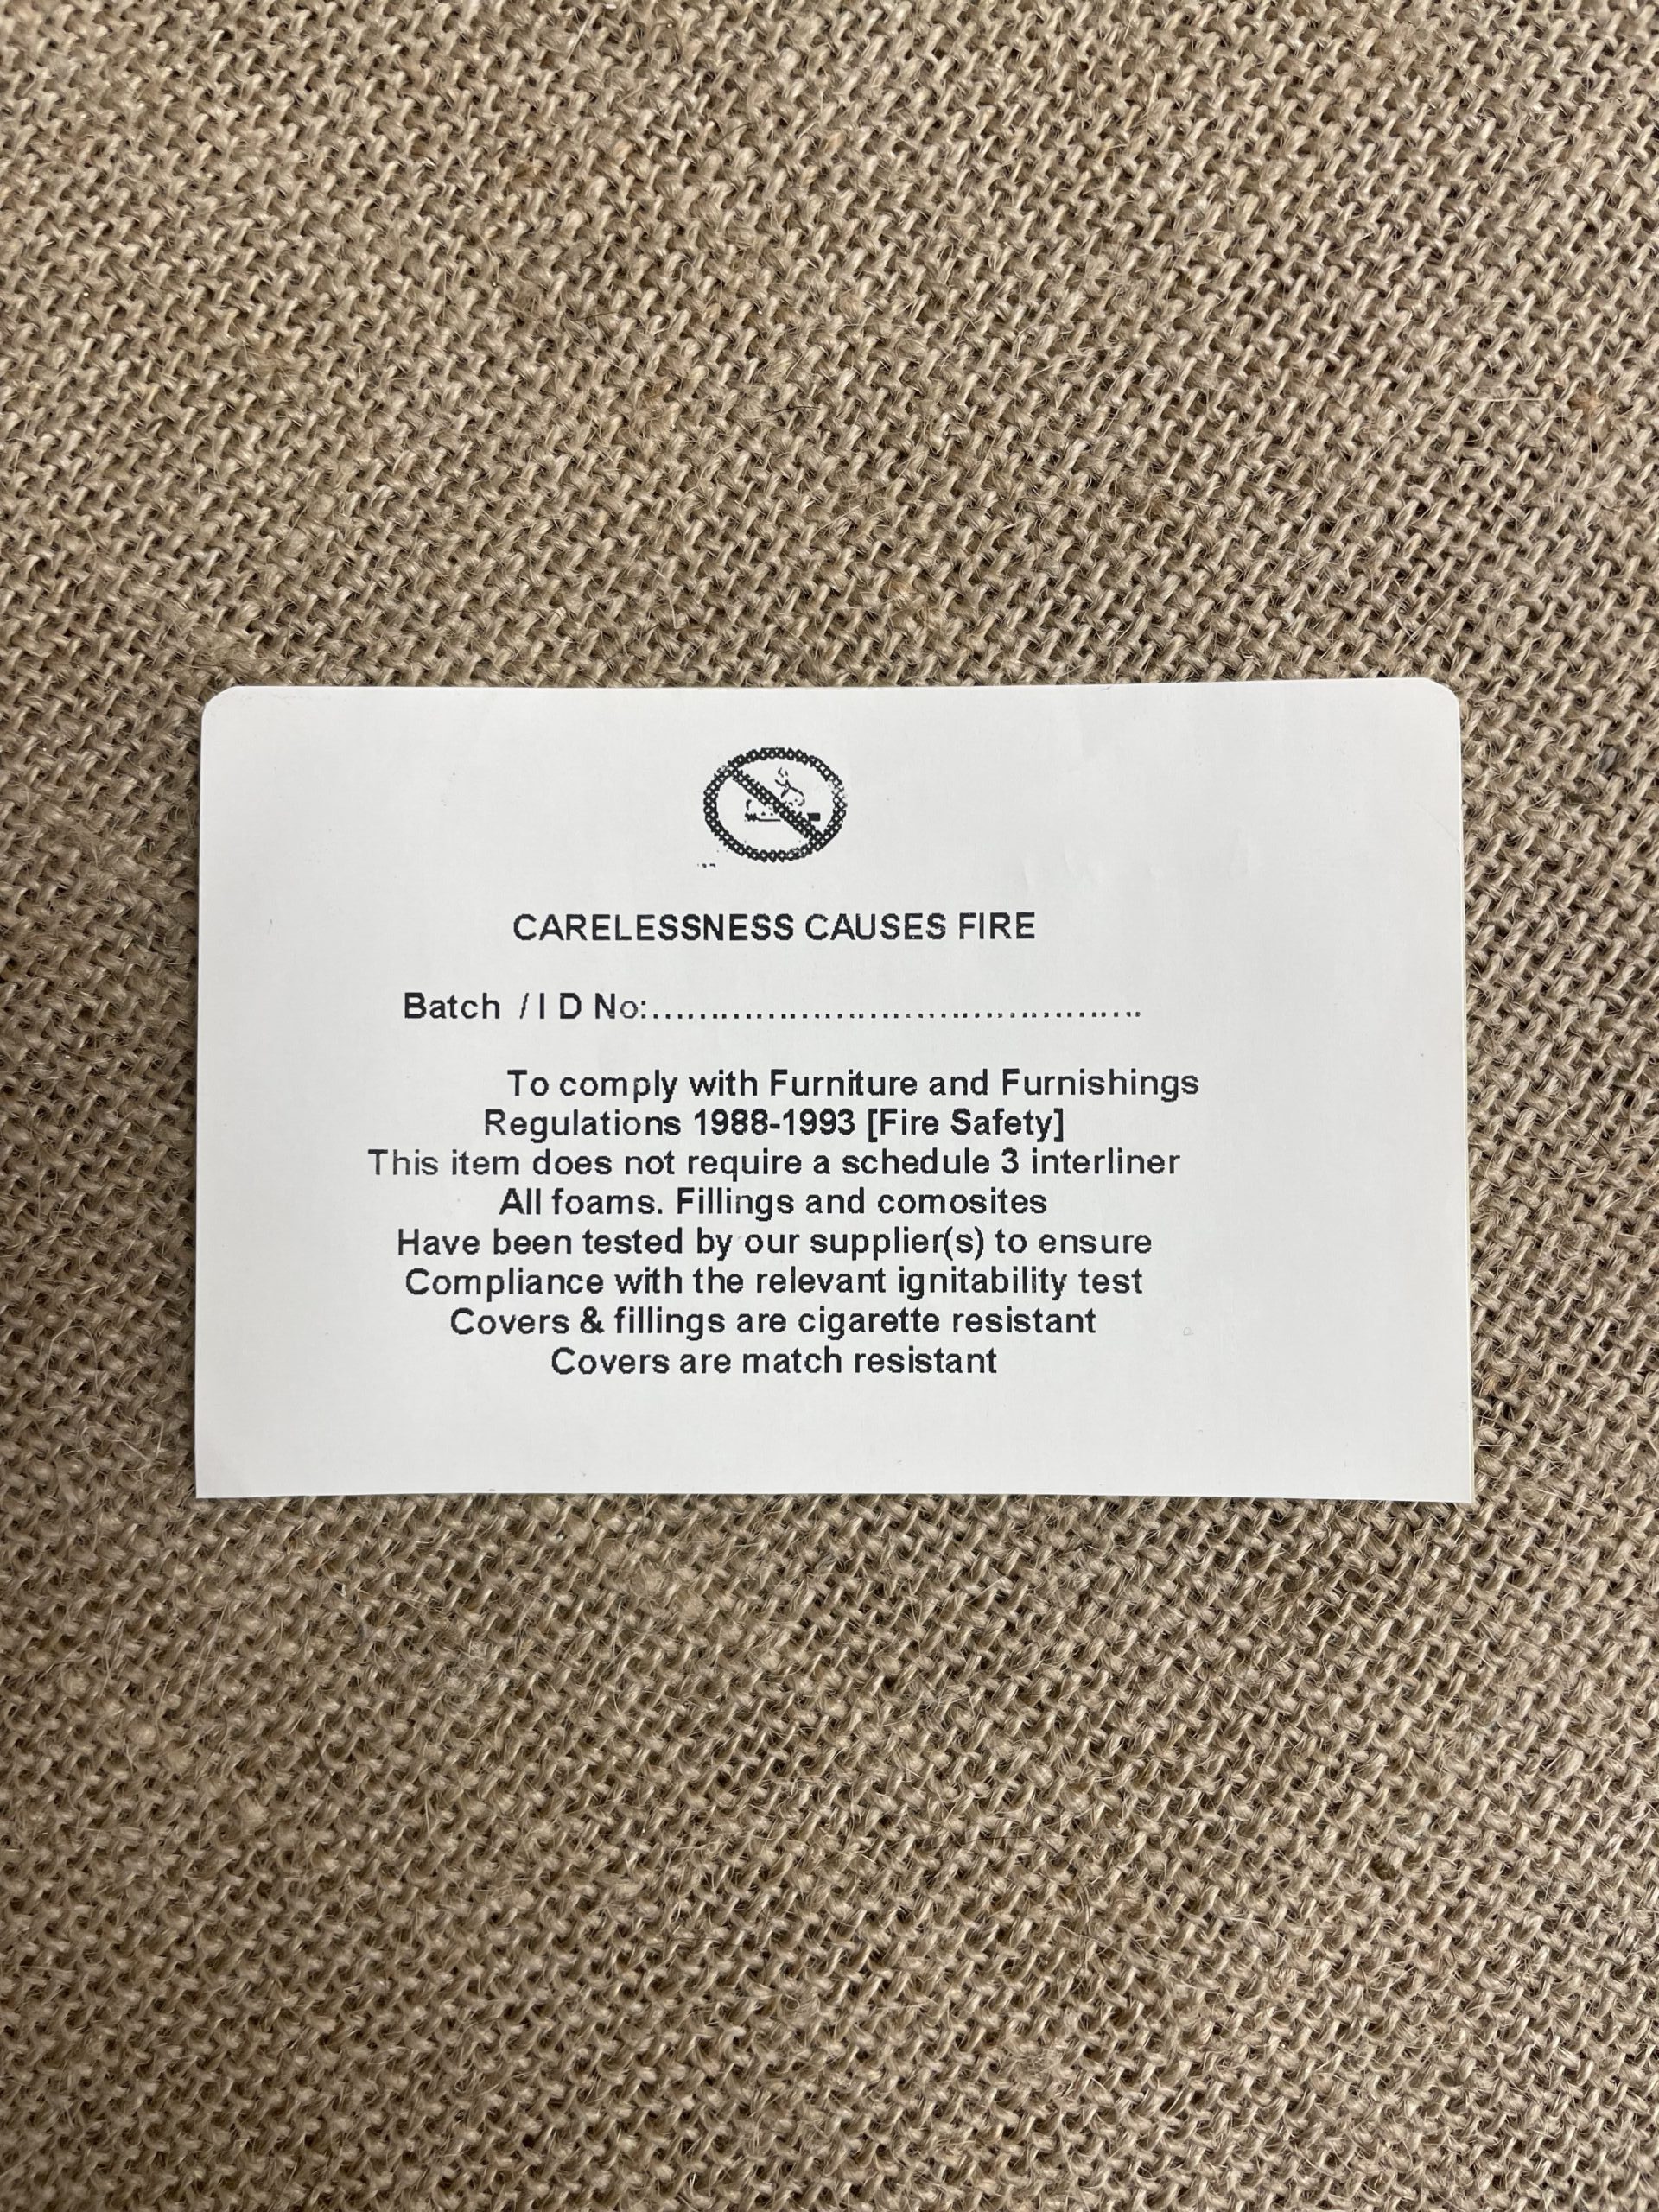 CARELESSNESS CAUSES FIRE
Batch / I D No:..........................................
To comply with Furniture and Furnishings
Regulations 1988-1993 [Fire Safety]
This item does not require a schedule 3 interliner
All foams. Fillings and comosites
Have been tested by our supplier(s) to ensure
Compliance with the relevant ignitability test
Covers & fillings are cigarette resistant
Covers are match resistant